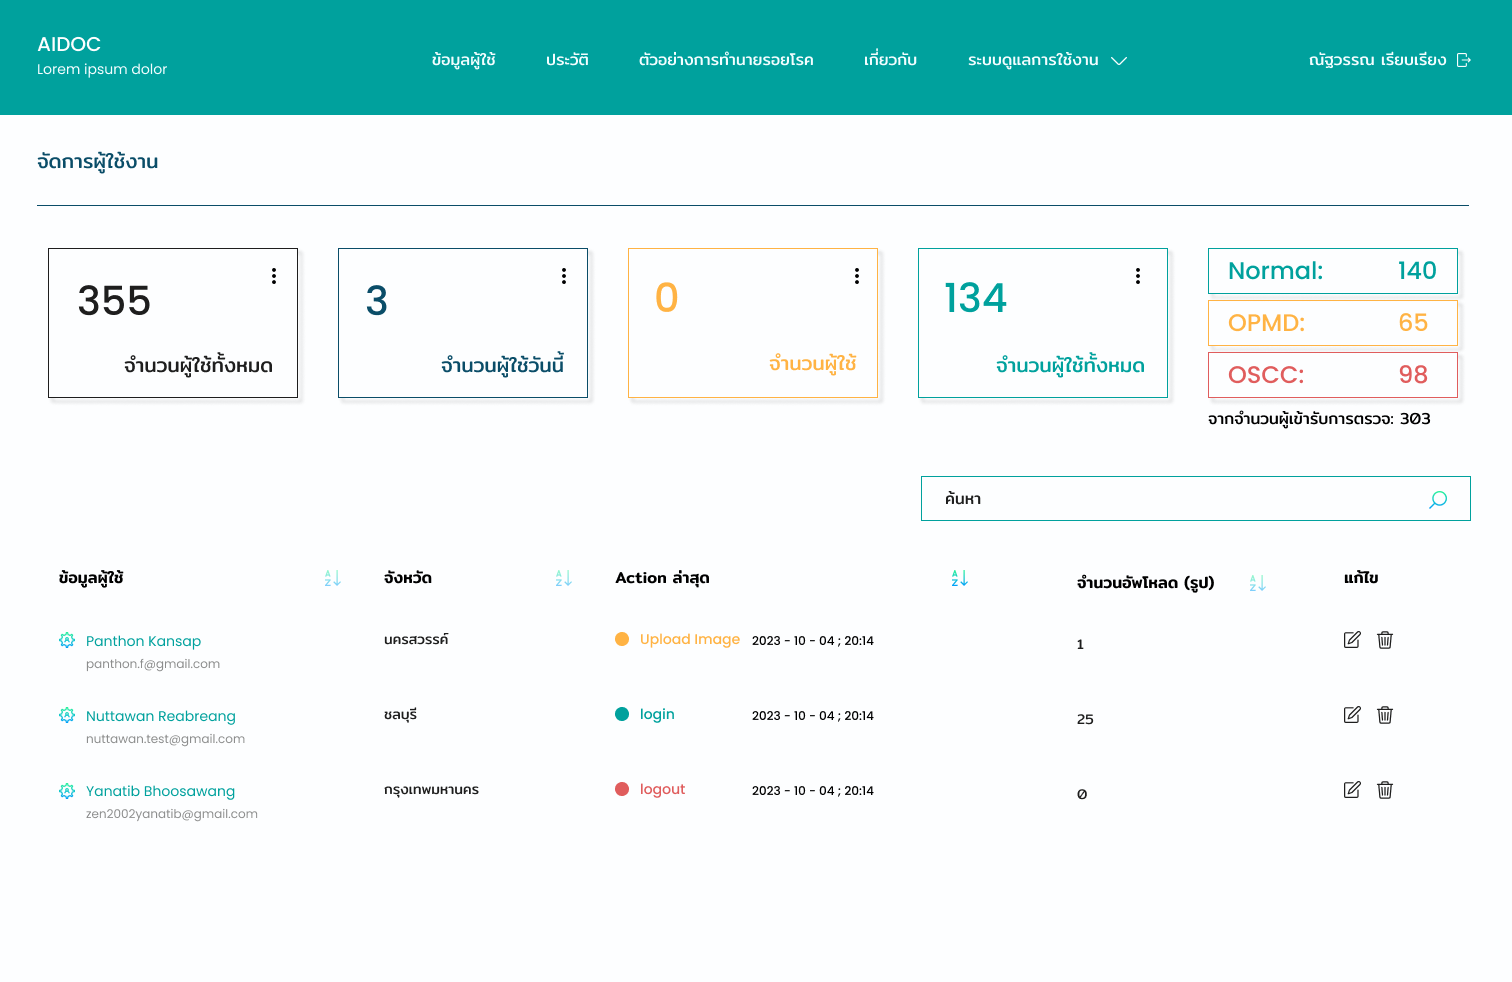 AIDOC
Lorem ipsum dolor
ข้อมูลผู้ใช้ ประวัติ ตัวอย่างการทำนายรอยโรค เกี่ยวกับ ระบบดูแลการใช้งาน ณัฐวรรณ เรียบเรียง
จัดการผู้ใช้งาน
355
จำนวนผู้ใช้ทั้งหมด
3
จำนวนผู้ใช้วันนี้
0
จำนวนผู้ใช้
134
จำนวนผู้ใช้ทั้งหมด
Normal: 140
OPMD: 65
OSCC: 98
จากจำนวนผู้เข้ารับการตรวจ: 303
ค้นหา
ข้อมูลผู้ใช้ จังหวัด Action ล่าสุด จำนวนอัพโหลด (รูป) แก้ไข
Panthon Kansap นครสวรรค์ Upload Image 2023 - 10 - 04 ; 20:14 1
panthon.f@gmail.com
Nuttawan Reabreang ชลบุรี login 2023 - 10 - 04 ; 20:14 25
nuttawan.test@gmail.com
Yanatib Bhoosawang กรุงเทพมหานคร logout 2023 - 10 - 04 ; 20:14 0
zen2002yanatib@gmail.com